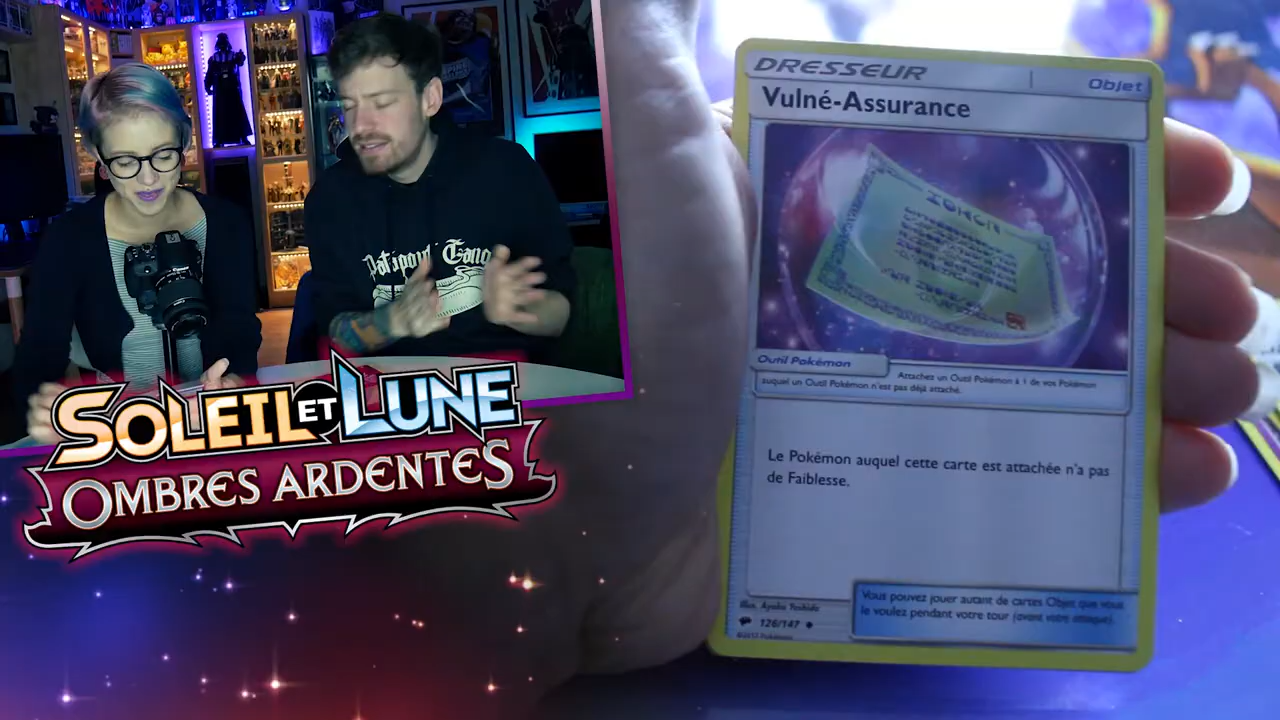 DRESSEUR
Objet
Vulné-Assurance
Outil Pokémon
Attachez un Outil Pokémon à 1 de vos Pokémon
auquel un Outil Pokémon n'est pas déjà attaché.
Le Pokémon auquel cette carte est attachée n'a pas
de Faiblesse.
Vous pouvez jouer autant de cartes Objet que vous
le voulez pendant votre tour (avant votre attaque).
Illus. Ayaka Yoshida
126/147
©2017 Pokémon
SOLEIL ET LUNE
OMBRES ARDENTES